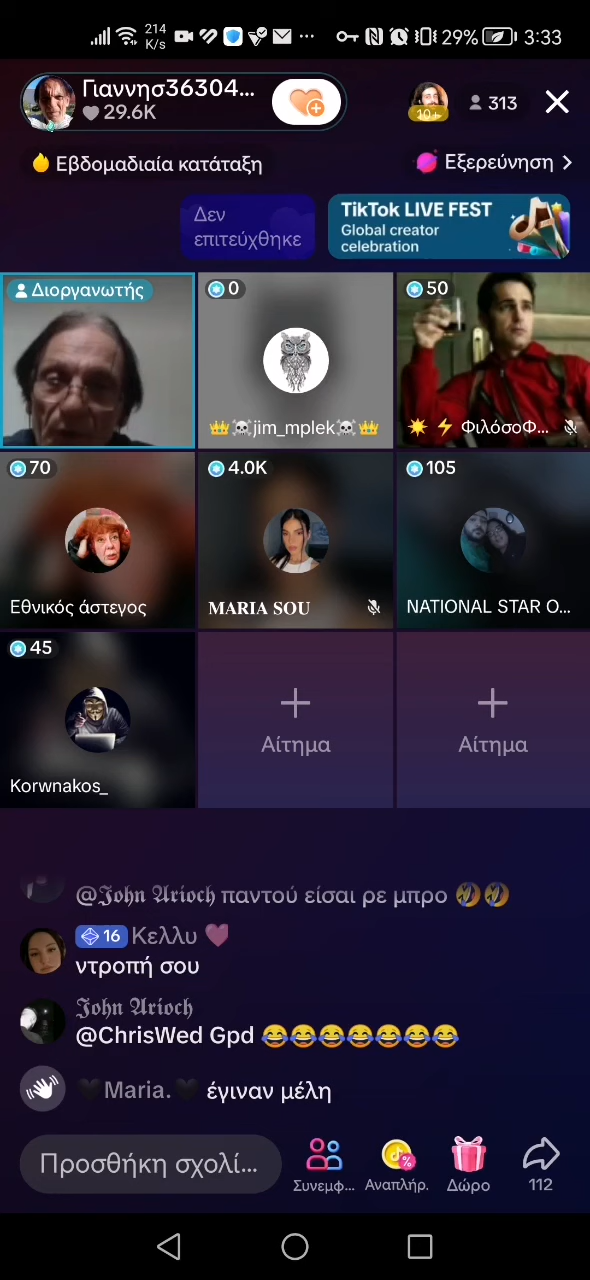 214
K/s
29%
3:33
Γιαννησ36304...
29.6K
10+
313
Εβδομαδιαία κατάταξη
Εξερεύνηση
Δεν
επιτεύχθηκε
TikTok LIVE FEST
Global creator
celebration
Διοργανωτής
0
50
👑☠️jim_mplek☠️👑
☀️⚡ΦιλόσοΦ...
70
4.0K
105
Εθνικός άστεγος
𝐌𝐀𝐑𝐈𝐀 𝐒𝐎𝐔
NATIONAL STAR O...
45
Αίτημα
Αίτημα
Korwnakos_
@𝕵𝖔𝖍𝖓 𝕬𝖗𝖎𝖔𝖈𝖍 παντού είσαι ρε μπρο 🤣🤣
16 Κελλυ 💜
ντροπή σου
𝕵𝖔𝖍𝖓 𝕬𝖗𝖎𝖔𝖈𝖍
@ChrisWed Gpd 😂😂😂😂😂😂😂
🖤Maria.🖤 έγιναν μέλη
Προσθήκη σχολί...
Συνεμφ...
Αναπλήρ.
Δώρο
112